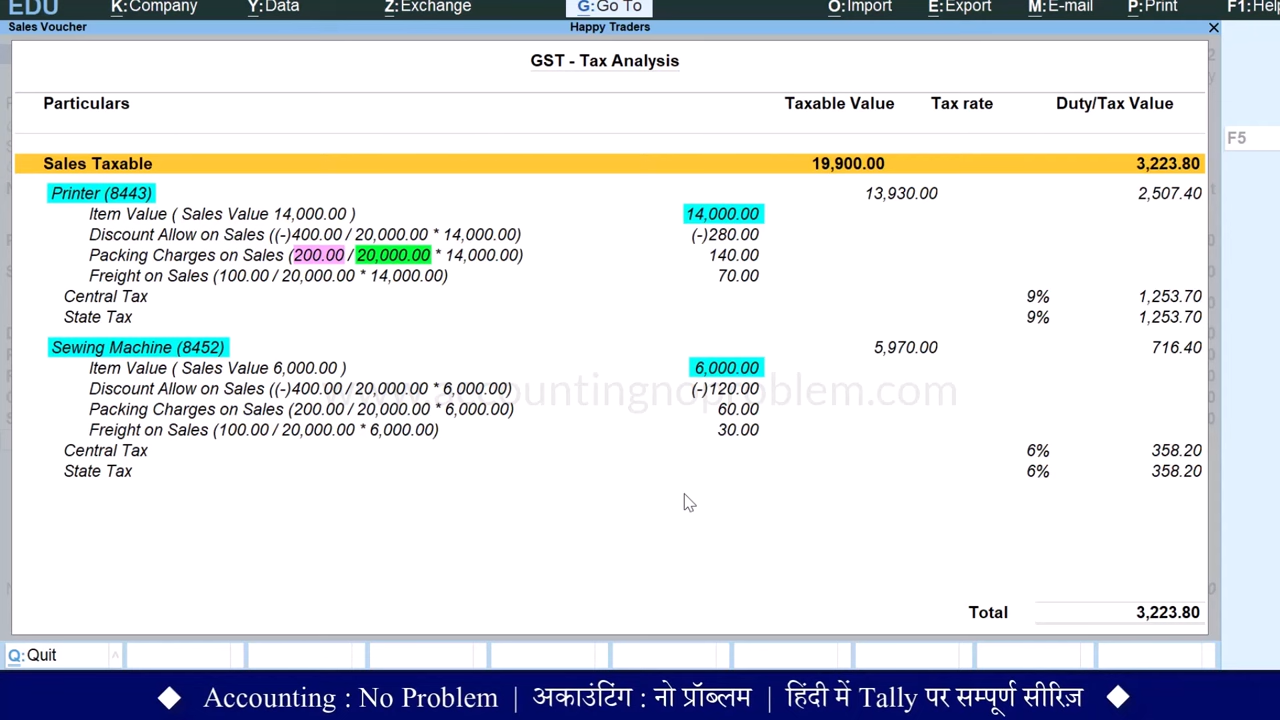 EDU K:Company Y:Data Z:Exchange G:Go To O:Import E:Export M:E-mail P:Print F1:Help
Sales Voucher Happy Traders
GST - Tax Analysis
Particulars Taxable Value Tax rate Duty/Tax Value
F5
Sales Taxable 19,900.00 3,223.80
Printer (8443) 13,930.00 2,507.40
Item Value ( Sales Value 14,000.00 ) 14,000.00
Discount Allow on Sales ((-)400.00 / 20,000.00 * 14,000.00) (-)280.00
Packing Charges on Sales (200.00 / 20,000.00 * 14,000.00) 140.00
Freight on Sales (100.00 / 20,000.00 * 14,000.00) 70.00
Central Tax 9% 1,253.70
State Tax 9% 1,253.70
Sewing Machine (8452) 5,970.00 716.40
Item Value ( Sales Value 6,000.00 ) 6,000.00
Discount Allow on Sales ((-)400.00 / 20,000.00 * 6,000.00) (-)120.00
www.accountingnoproblem.com
Packing Charges on Sales (200.00 / 20,000.00 * 6,000.00) 60.00
Freight on Sales (100.00 / 20,000.00 * 6,000.00) 30.00
Central Tax 6% 358.20
State Tax 6% 358.20
Total 3,223.80
Q:Quit
Accounting : No Problem | अकाउंटिंग : नो प्रॉब्लम | हिंदी में Tally पर सम्पूर्ण सीरिज़